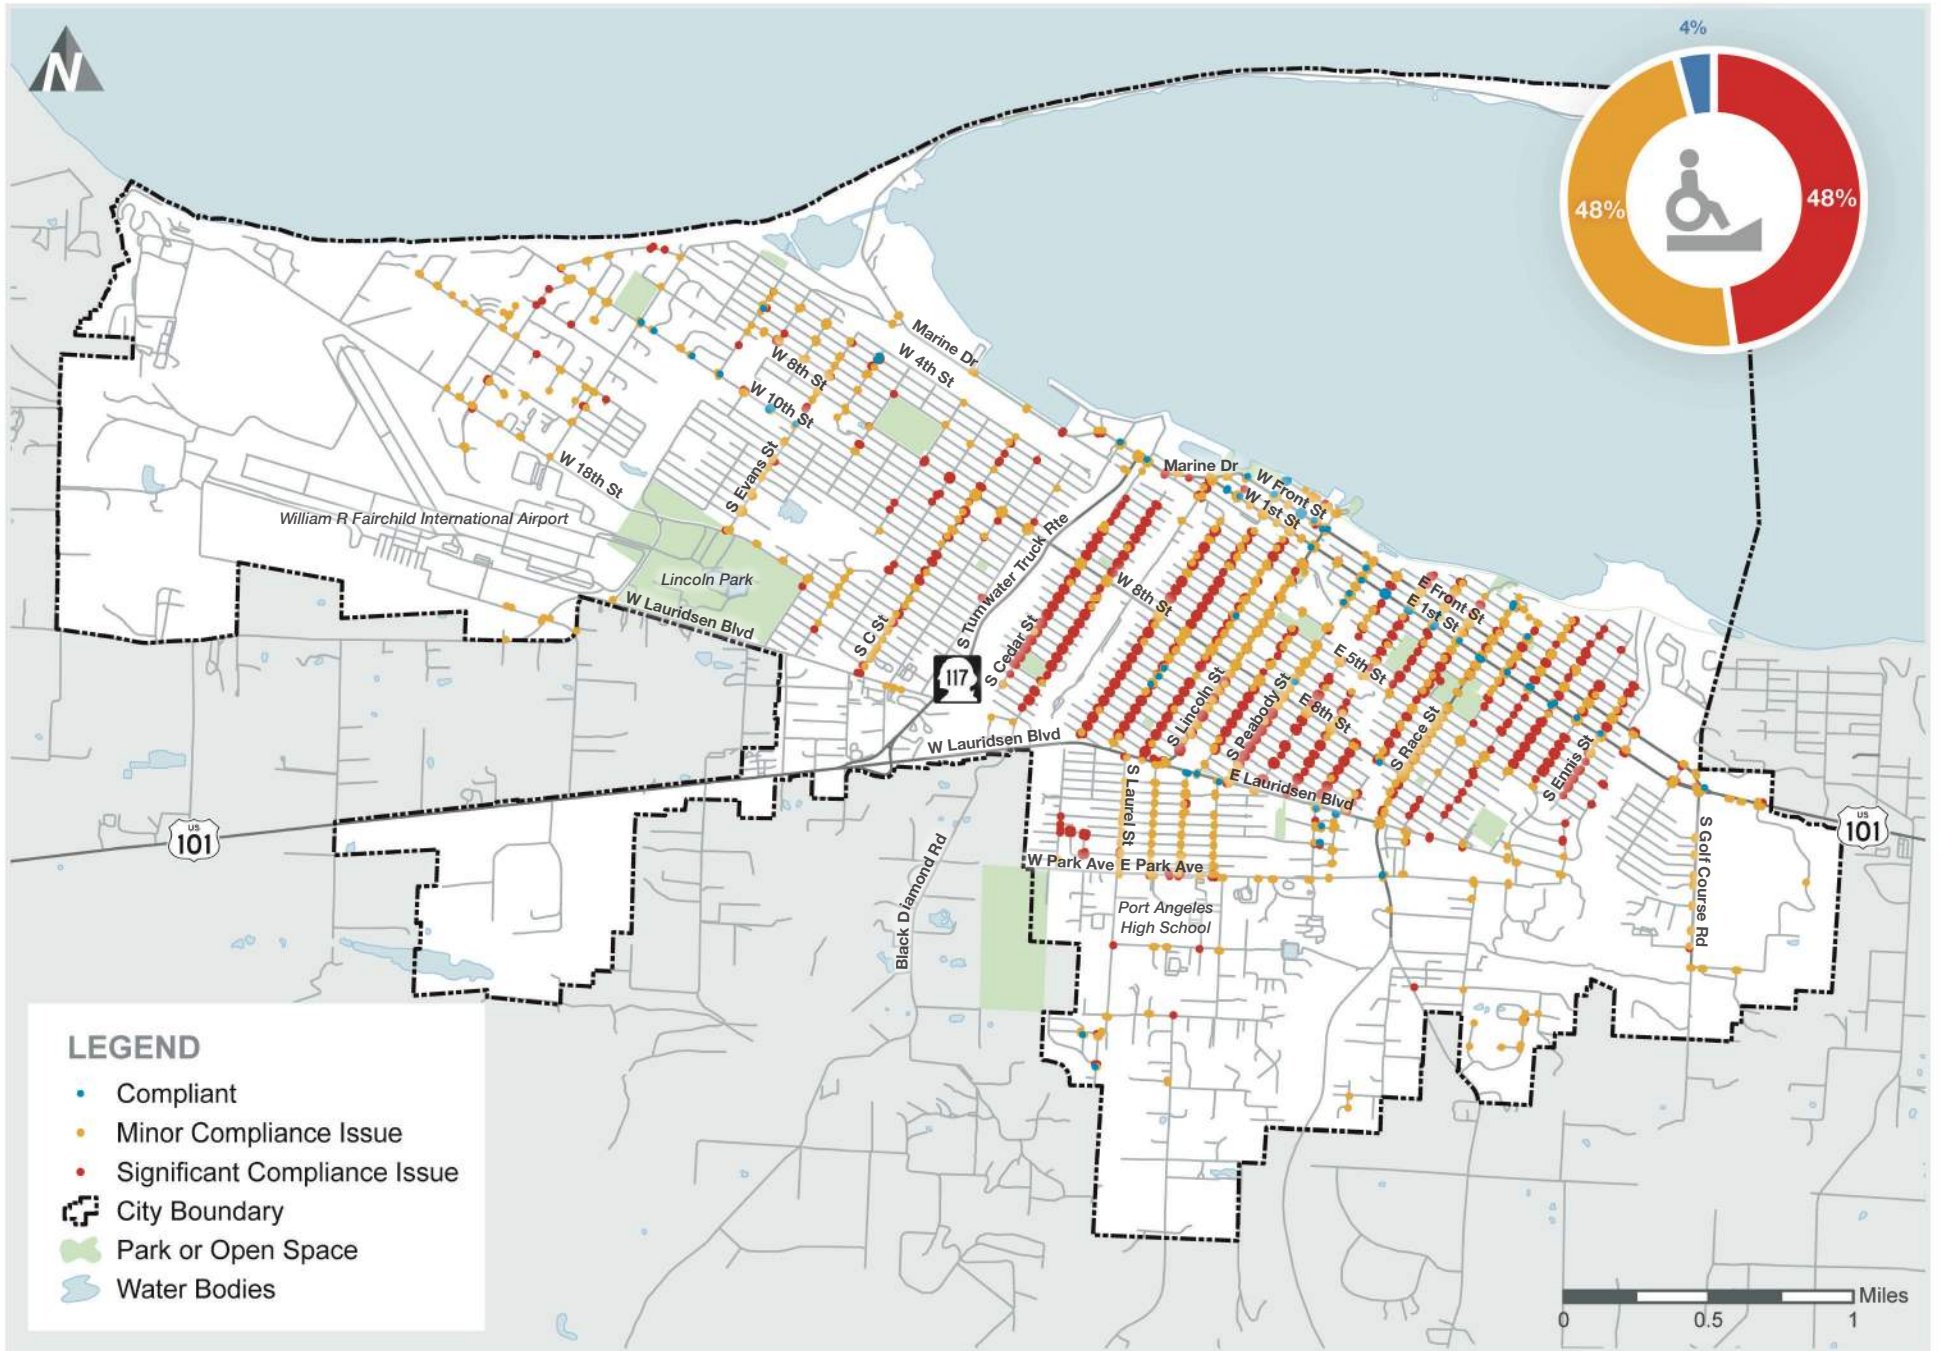 N
4%
48%
48%
Marine Dr
W 4th St
W 8th St
W 10th St
W 18th St
S Evans St
William R Fairchild International Airport
Lincoln Park
W Lauridsen Blvd
S C St
S Tumwater Truck Rte
117
S Cedar St
Marine Dr
W Front St
W 1st St
W 8th St
E Front St
E 1st St
E 5th St
E 8th St
S Lincoln St
S Peabody St
S Race St
S Ennis St
W Lauridsen Blvd
E Lauridsen Blvd
S Laurel St
W Park Ave
E Park Ave
Port Angeles
High School
Black Diamond Rd
S Golf Course Rd
US
101
US
101
LEGEND
Compliant
Minor Compliance Issue
Significant Compliance Issue
City Boundary
Park or Open Space
Water Bodies
Miles
0 0.5 1